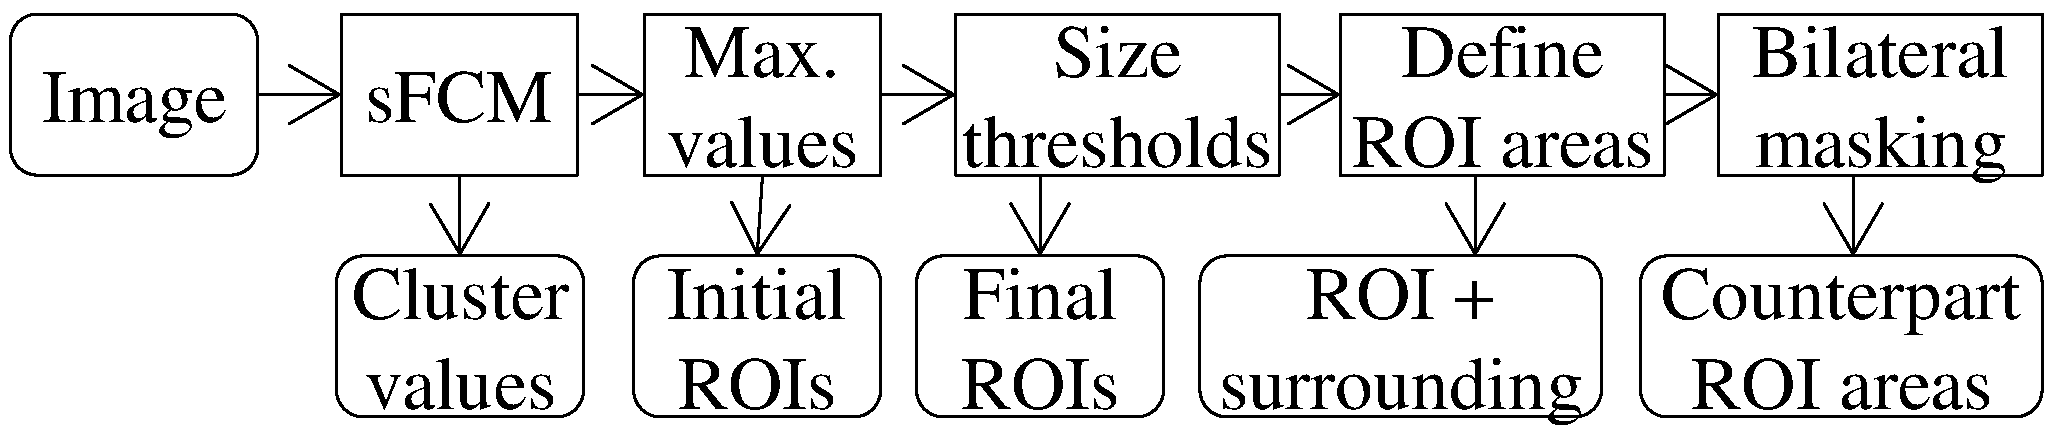 Image
sFCM
Max.
values
Size
thresholds
Define
ROI areas
Bilateral
masking
Cluster
values
Initial
ROIs
Final
ROIs
ROI +
surrounding
Counterpart
ROI areas